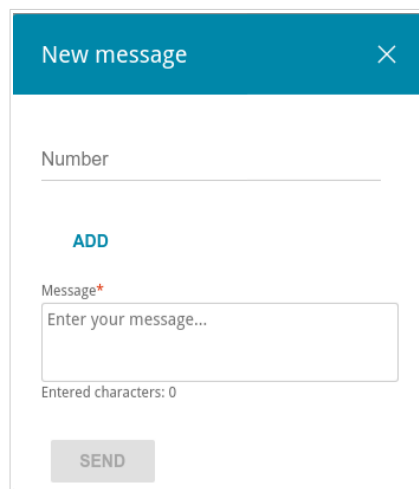 New message
Number
ADD
Message*
Enter your message...
Entered characters: 0
SEND